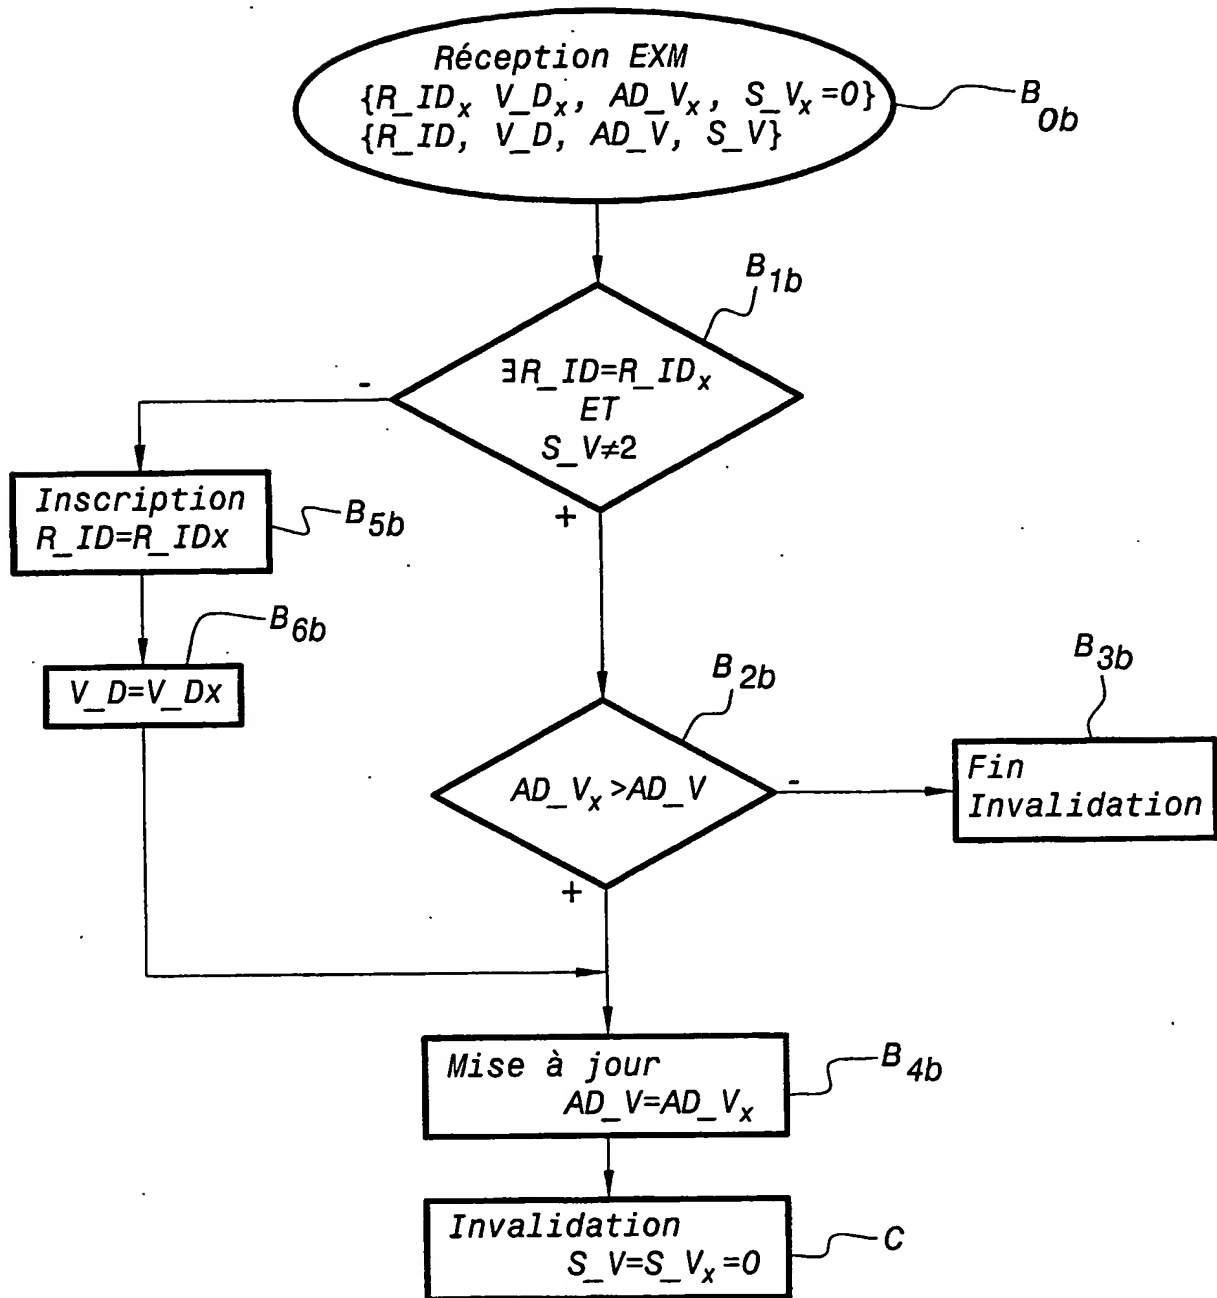 Réception EXM
{R_IDx V_Dx, AD_Vx, S_Vx=0}
{R_ID, V_D, AD_V, S_V}
B0b
B1b
∃R_ID=R_IDx
ET
S_V≠2
-
+
Inscription
R_ID=R_IDx
B5b
B6b
V_D=V_Dx
B2b
AD_Vx>AD_V
-
+
B3b
Fin
Invalidation
Mise à jour
AD_V=AD_Vx
B4b
Invalidation
S_V=S_Vx=0
C